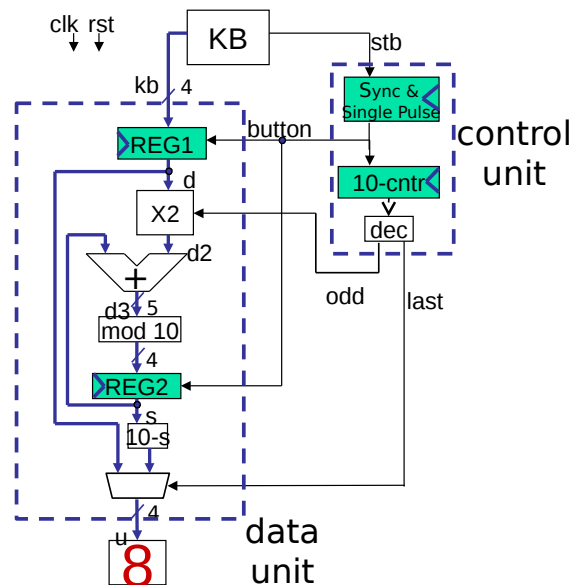 clk rst
KB
stb
kb 4
Sync &
Single Pulse
control
unit
button
REG1
10-cntr
d
X2
dec
d2
+
odd
last
d3 5
mod 10
4
REG2
s
10-s
4
u
8
data
unit